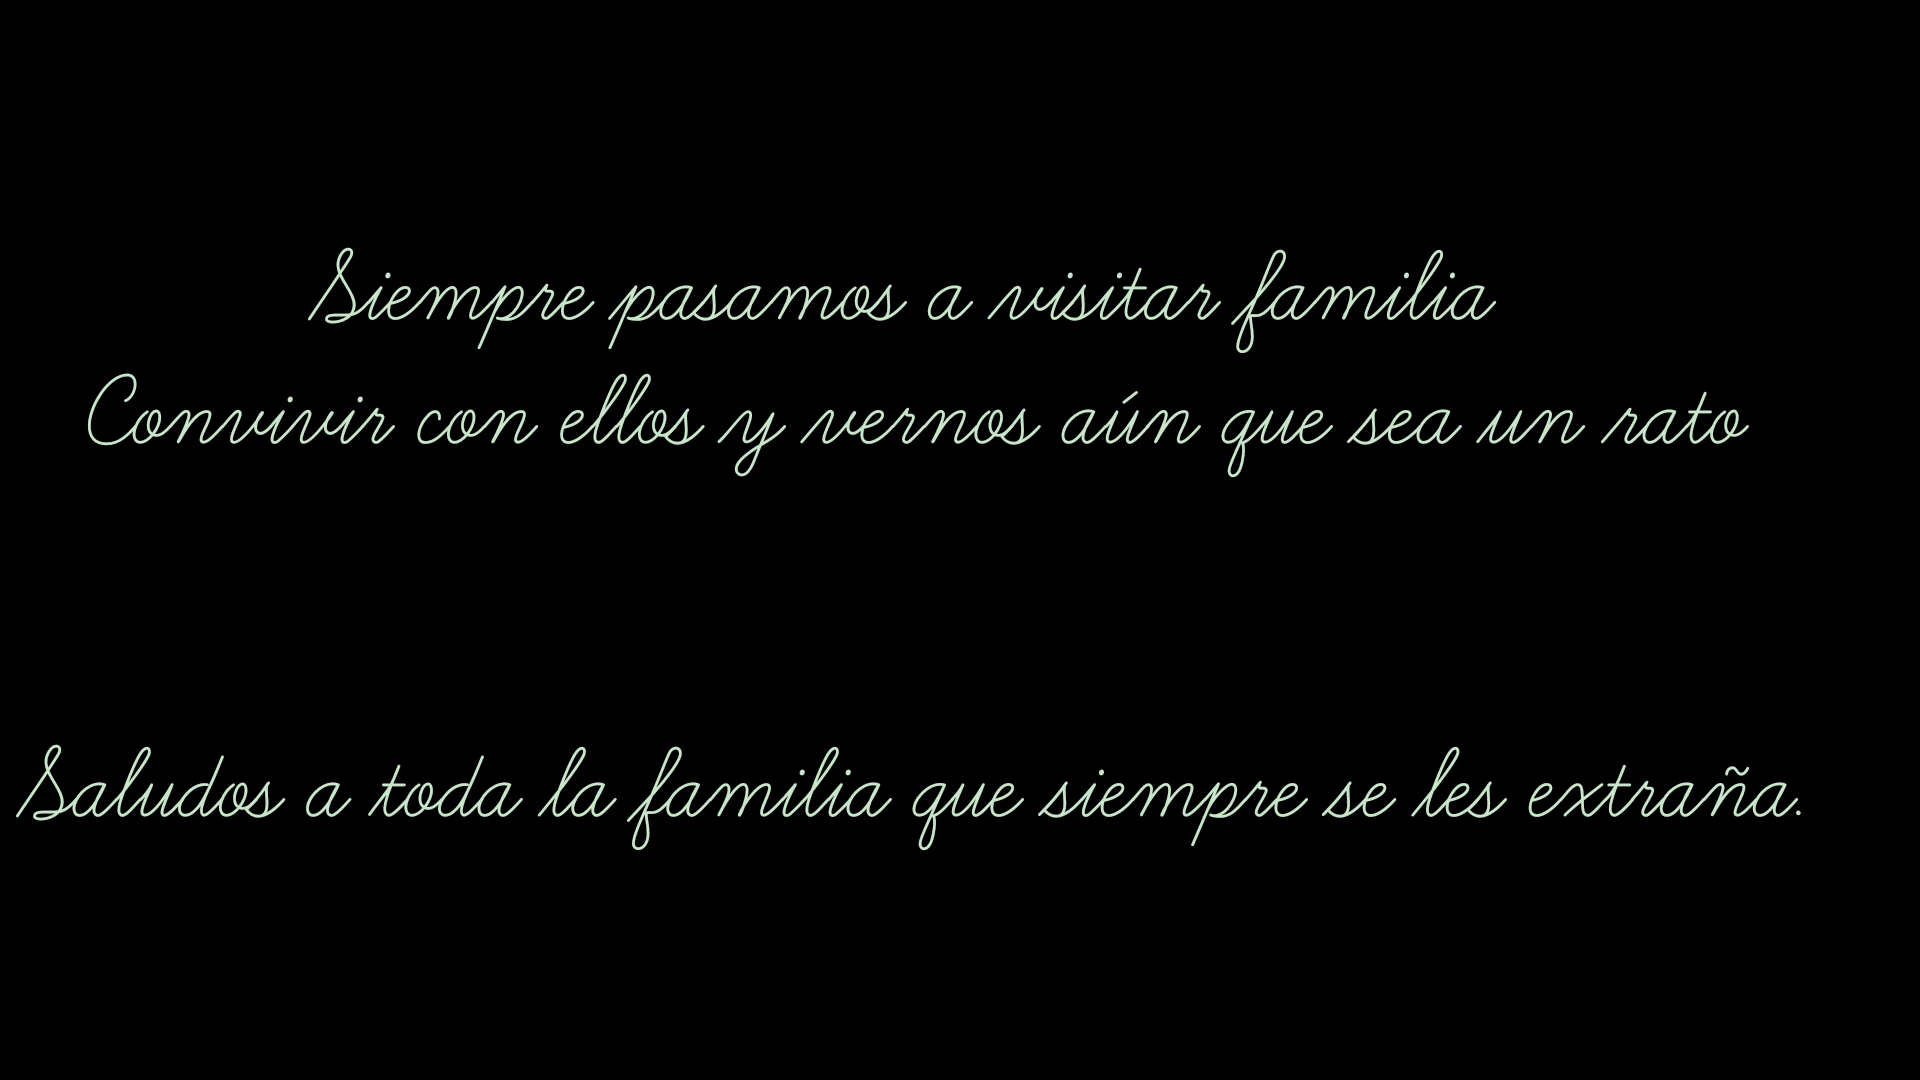 Siempre pasamos a visitar familia
Convivir con ellos y vernos aún que sea un rato
Saludos a toda la familia que siempre se les extraña.